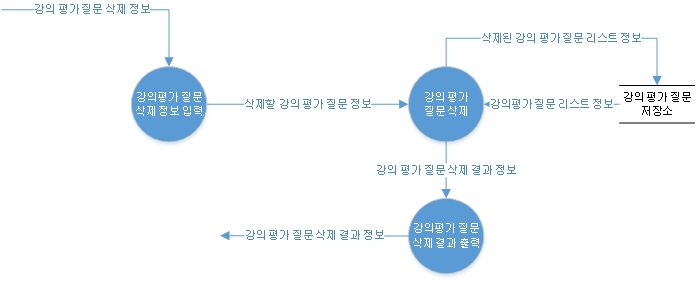 강의 평가 질문 삭제 정보
삭제된 강의 평가 질문 리스트 정보
강의평가 질문
삭제 정보 입력
삭제할 강의 평가 질문 정보
강의 평가
질문 삭제
강의평가 질문 리스트 정보
강의 평가 질문
저장소
강의 평가 질문 삭제 결과 정보
강의평가 질문 삭제 결과 정보
강의평가 질문
삭제 결과 출력